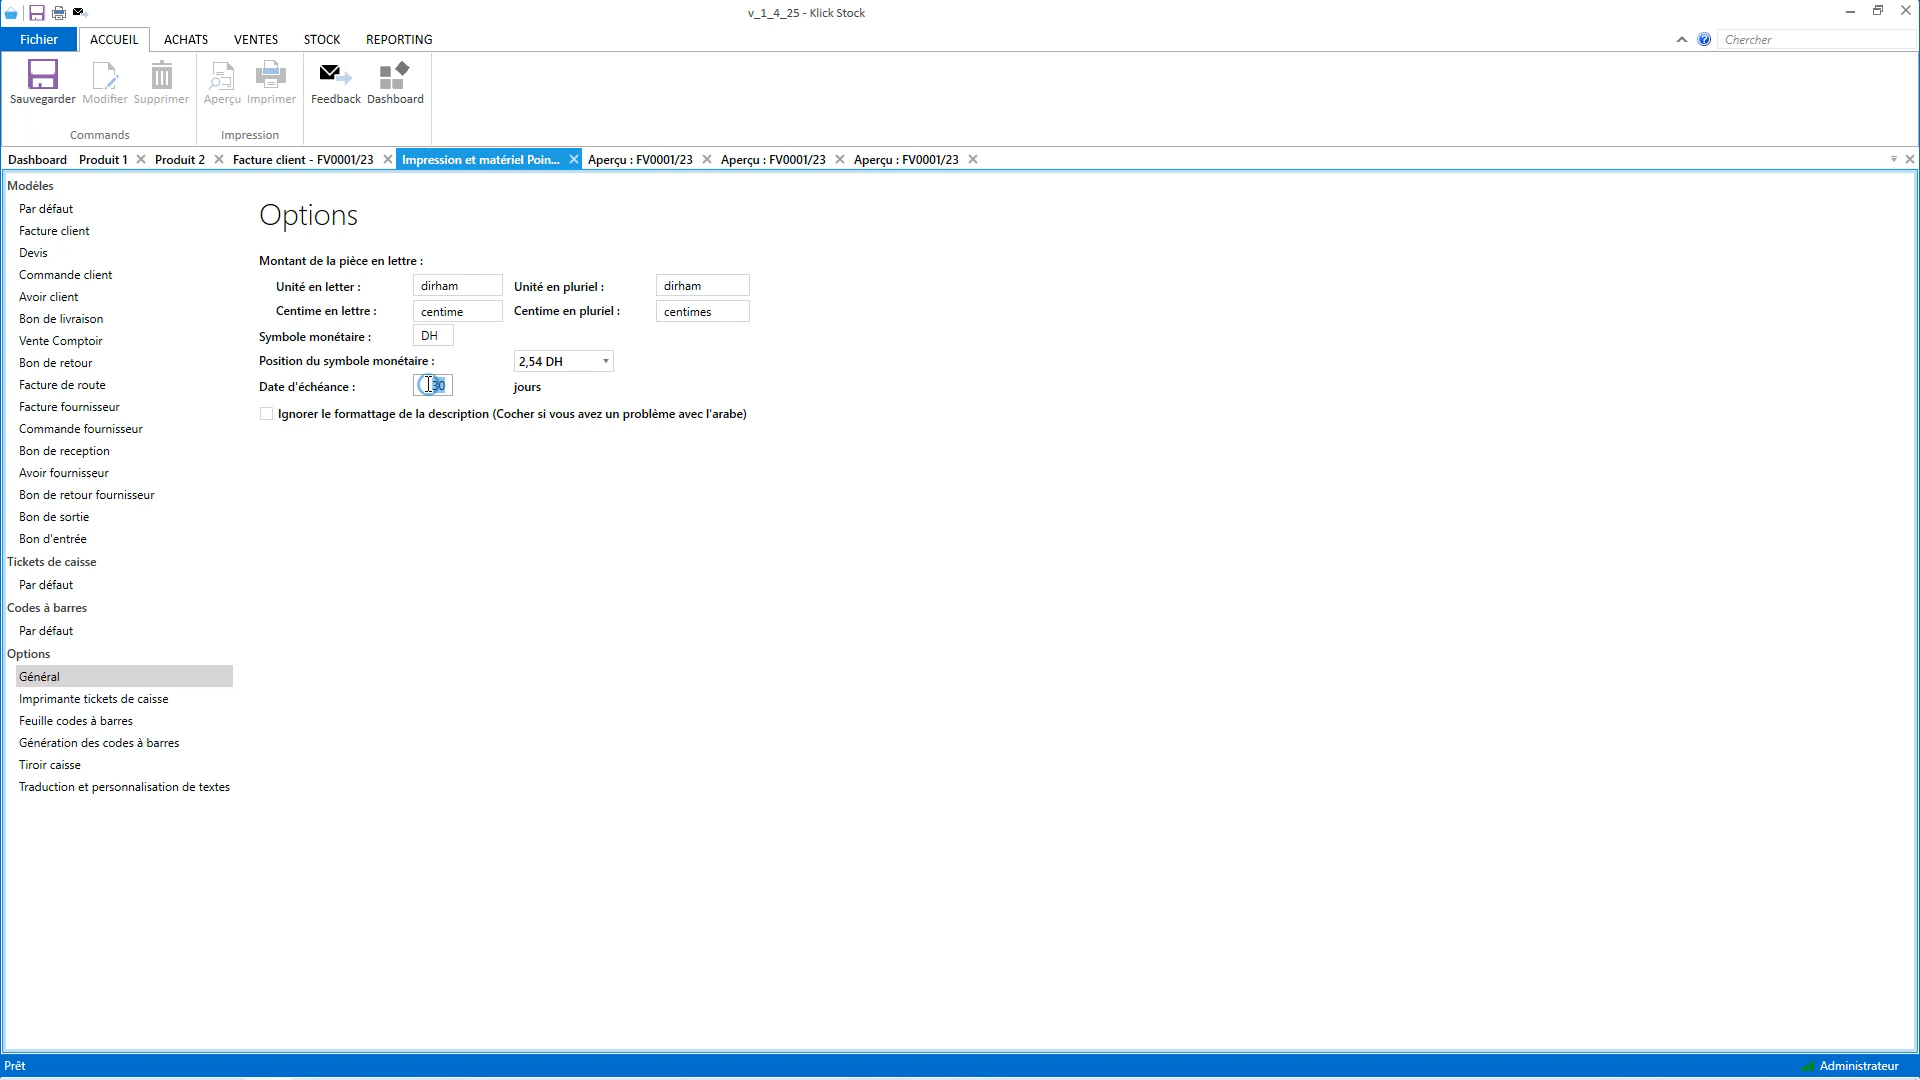 v_1_4_25 - Klick Stock
Fichier ACCUEIL ACHATS VENTES STOCK REPORTING Chercher
Sauvegarder Modifier Supprimer Aperçu Imprimer Feedback Dashboard
Commands Impression
Dashboard Produit 1 Produit 2 Facture client - FV0001/23 Impression et matériel Poin... Aperçu : FV0001/23 Aperçu : FV0001/23 Aperçu : FV0001/23
Modèles
Par défaut
Facture client
Devis
Commande client
Avoir client
Bon de livraison
Vente Comptoir
Bon de retour
Facture de route
Facture fournisseur
Commande fournisseur
Bon de reception
Avoir fournisseur
Bon de retour fournisseur
Bon de sortie
Bon d'entrée
Tickets de caisse
Par défaut
Codes à barres
Par défaut
Options
Général
Imprimante tickets de caisse
Feuille codes à barres
Génération des codes à barres
Tiroir caisse
Traduction et personnalisation de textes
Options
Montant de la pièce en lettre :
Unité en letter : dirham Unité en pluriel : dirham
Centime en lettre : centime Centime en pluriel : centimes
Symbole monétaire : DH
Position du symbole monétaire : 2,54 DH
Date d'échéance : 30 jours
Ignorer le formattage de la description (Cocher si vous avez un problème avec l'arabe)
Prêt Administrateur